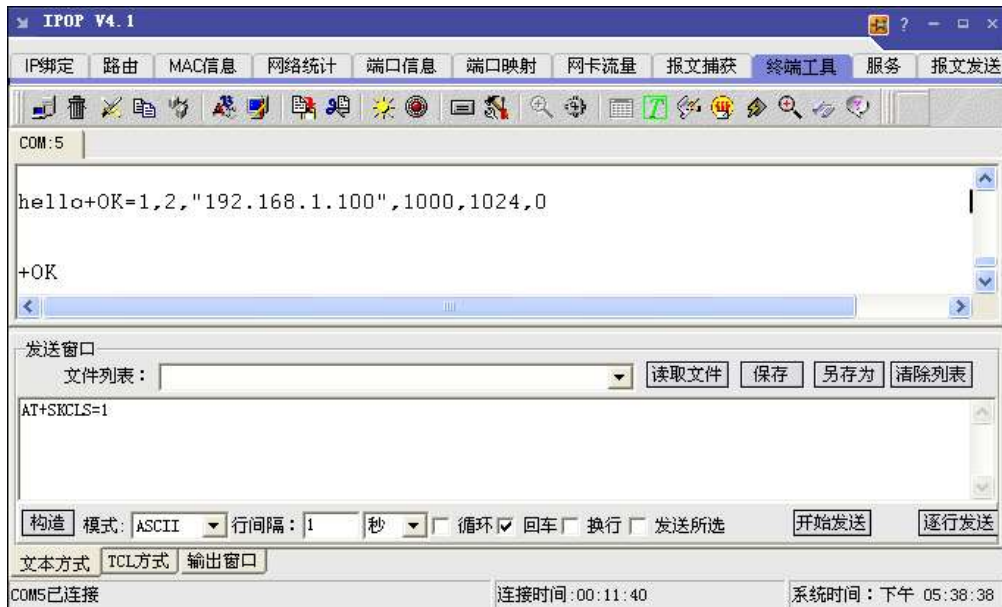 IPOP V4.1
IP绑定 路由 MAC信息 网络统计 端口信息 端口映射 网卡流量 报文捕获 终端工具 服务 报文发送
COM:5
hello+OK=1,2,"192.168.1.100",1000,1024,0
+OK
发送窗口
文件列表： 读取文件 保存 另存为 清除列表
AT+SKCLS=1
构造 模式: ASCII 行间隔：1 秒 循环 回车 换行 发送所选 开始发送 逐行发送
文本方式 TCL方式 输出窗口
COM5已连接 连接时间:00:11:40 系统时间：下午 05:38:38